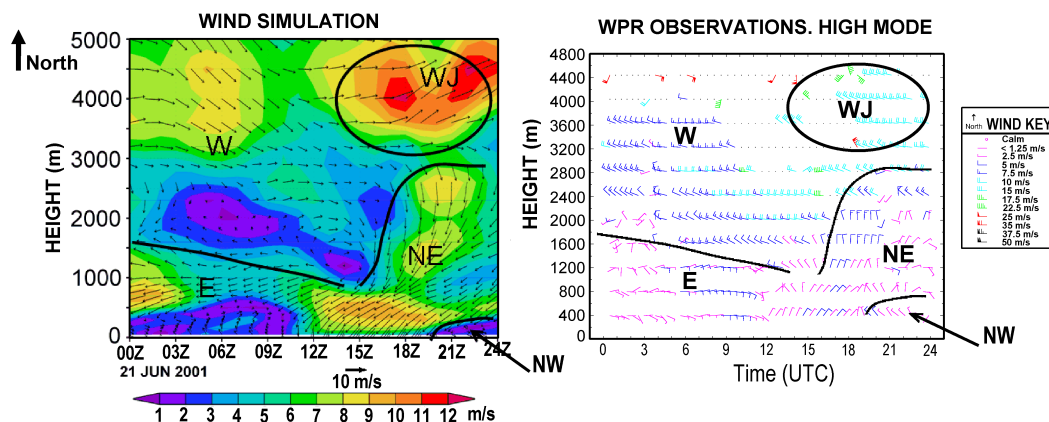 WIND SIMULATION
North
HEIGHT (m)
5000
4000
3000
2000
1000
0
WJ
W
NE
E
NW
00Z 03Z 06Z 09Z 12Z 15Z 18Z 21Z 24Z
21 JUN 2001
10 m/s
1 2 3 4 5 6 7 8 9 10 11 12 m/s
WPR OBSERVATIONS. HIGH MODE
HEIGHT (m)
4800
4400
4000
3600
3200
2800
2400
2000
1600
1200
800
400
0
WJ
W
NE
E
NW
0 3 6 9 12 15 18 21 24
Time (UTC)
North WIND KEY
Calm
< 1.25 m/s
2.5 m/s
5 m/s
7.5 m/s
10 m/s
15 m/s
17.5 m/s
22.5 m/s
25 m/s
35 m/s
37.5 m/s
50 m/s